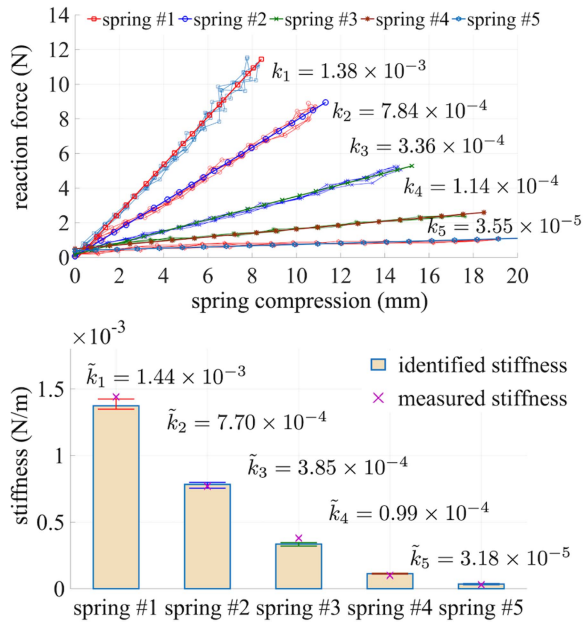 14
12
10
8
6
4
2
0
reaction force (N)
spring #1 spring #2 spring #3 spring #4 spring #5
k₁ = 1.38 × 10⁻³
k₂ = 7.84 × 10⁻⁴
k₃ = 3.36 × 10⁻⁴
k₄ = 1.14 × 10⁻⁴
k₅ = 3.55 × 10⁻⁵
0 2 4 6 8 10 12 14 16 18 20
spring compression (mm)
×10⁻³
1.5
1
0.5
0
stiffness (N/m)
identified stiffness
measured stiffness
k̃₁ = 1.44 × 10⁻³
k̃₂ = 7.70 × 10⁻⁴
k̃₃ = 3.85 × 10⁻⁴
k̃₄ = 0.99 × 10⁻⁴
k̃₅ = 3.18 × 10⁻⁵
spring #1 spring #2 spring #3 spring #4 spring #5